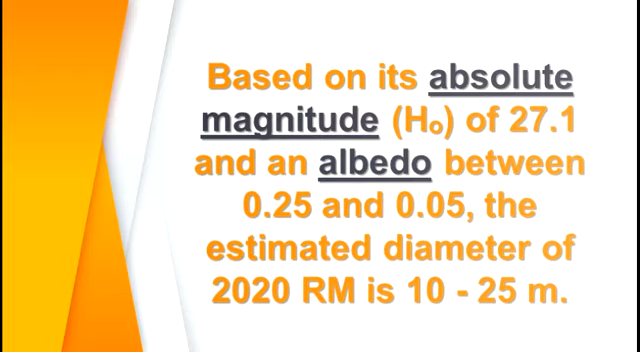 Based on its absolute
magnitude (Hₒ) of 27.1
and an albedo between
0.25 and 0.05, the
estimated diameter of
2020 RM is 10 - 25 m.